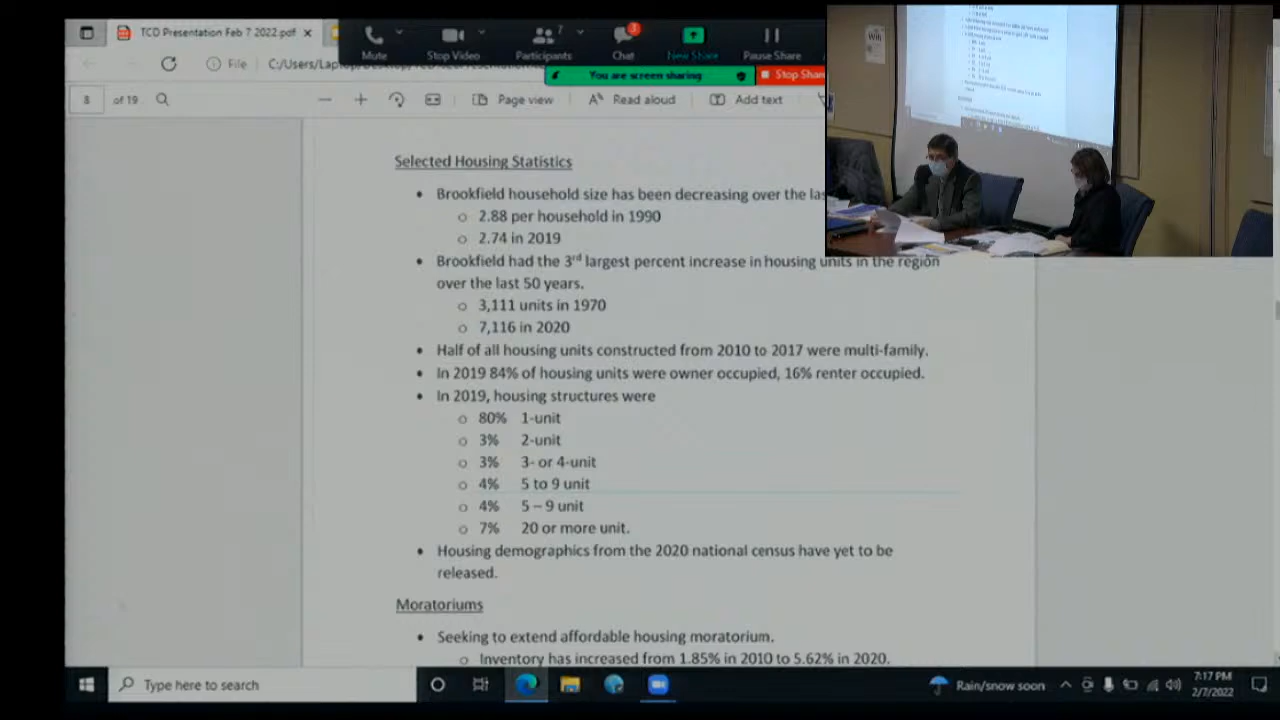 TCD Presentation Feb 7 2022.pdf
Mute
Stop Video
7
Participants
3
Chat
New Share
Pause Share
You are screen sharing
Stop Shar
File
8 of 19
Page view
Read aloud
Add text
Wifi
Selected Housing Statistics
• Brookfield household size has been decreasing over the las
o 2.88 per household in 1990
o 2.74 in 2019
• Brookfield had the 3rd largest percent increase in housing units in the region
over the last 50 years.
o 3,111 units in 1970
o 7,116 in 2020
• Half of all housing units constructed from 2010 to 2017 were multi-family.
• In 2019 84% of housing units were owner occupied, 16% renter occupied.
• In 2019, housing structures were
o 80% 1-unit
o 3% 2-unit
o 3% 3- or 4-unit
o 4% 5 to 9 unit
o 4% 5 – 9 unit
o 7% 20 or more unit.
• Housing demographics from the 2020 national census have yet to be
released.
Moratoriums
• Seeking to extend affordable housing moratorium.
o Inventory has increased from 1.85% in 2010 to 5.62% in 2020.
Type here to search
Rain/snow soon
7:17 PM
2/7/2022